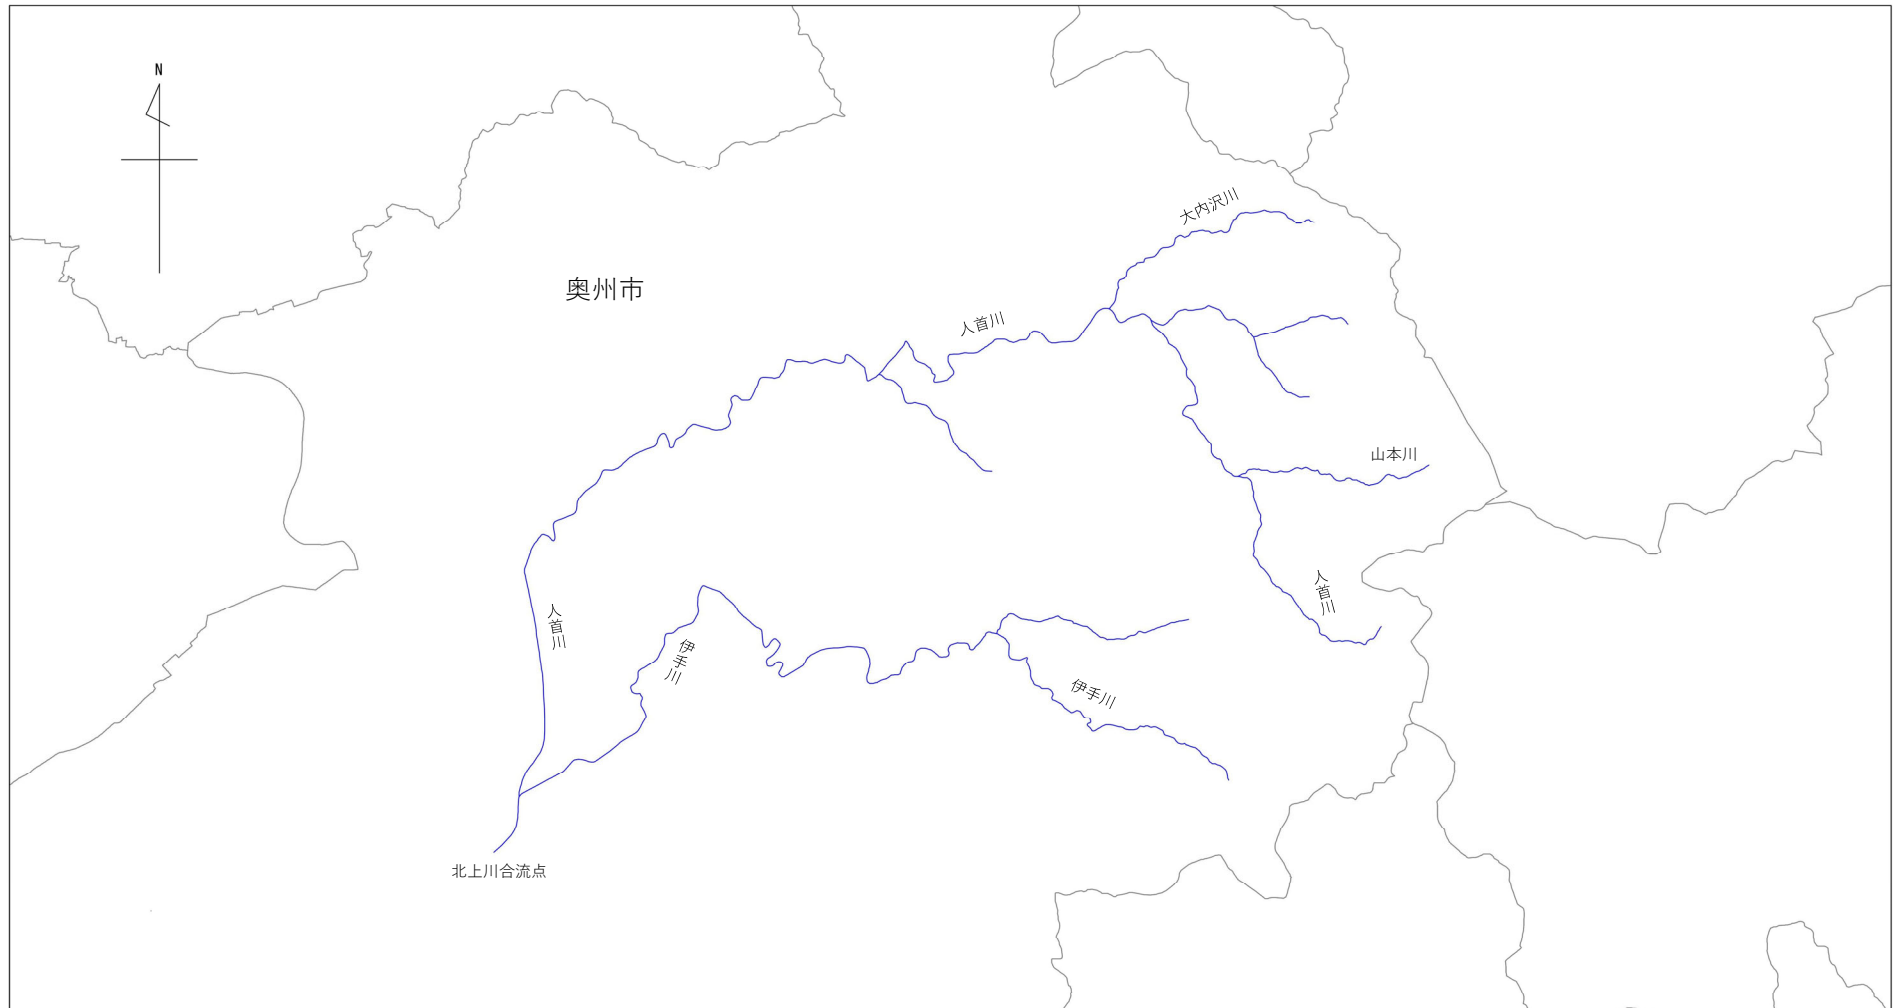 N
大内沢川
奥州市
人首川
山本川
人首川
人首川
伊手川
伊手川
北上川合流点